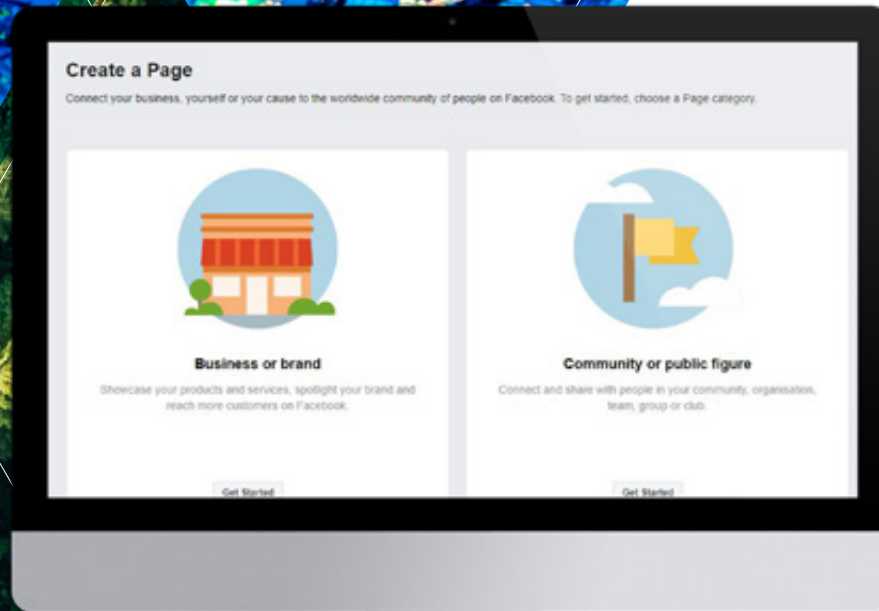 Create a Page
Connect your business, yourself or your cause to the worldwide community of people on Facebook. To get started, choose a Page category.
Business or brand
Showcase your products and services, spotlight your brand and
reach more customers on Facebook.
Get Started
Community or public figure
Connect and share with people in your community, organisation,
team, group or club.
Get Started